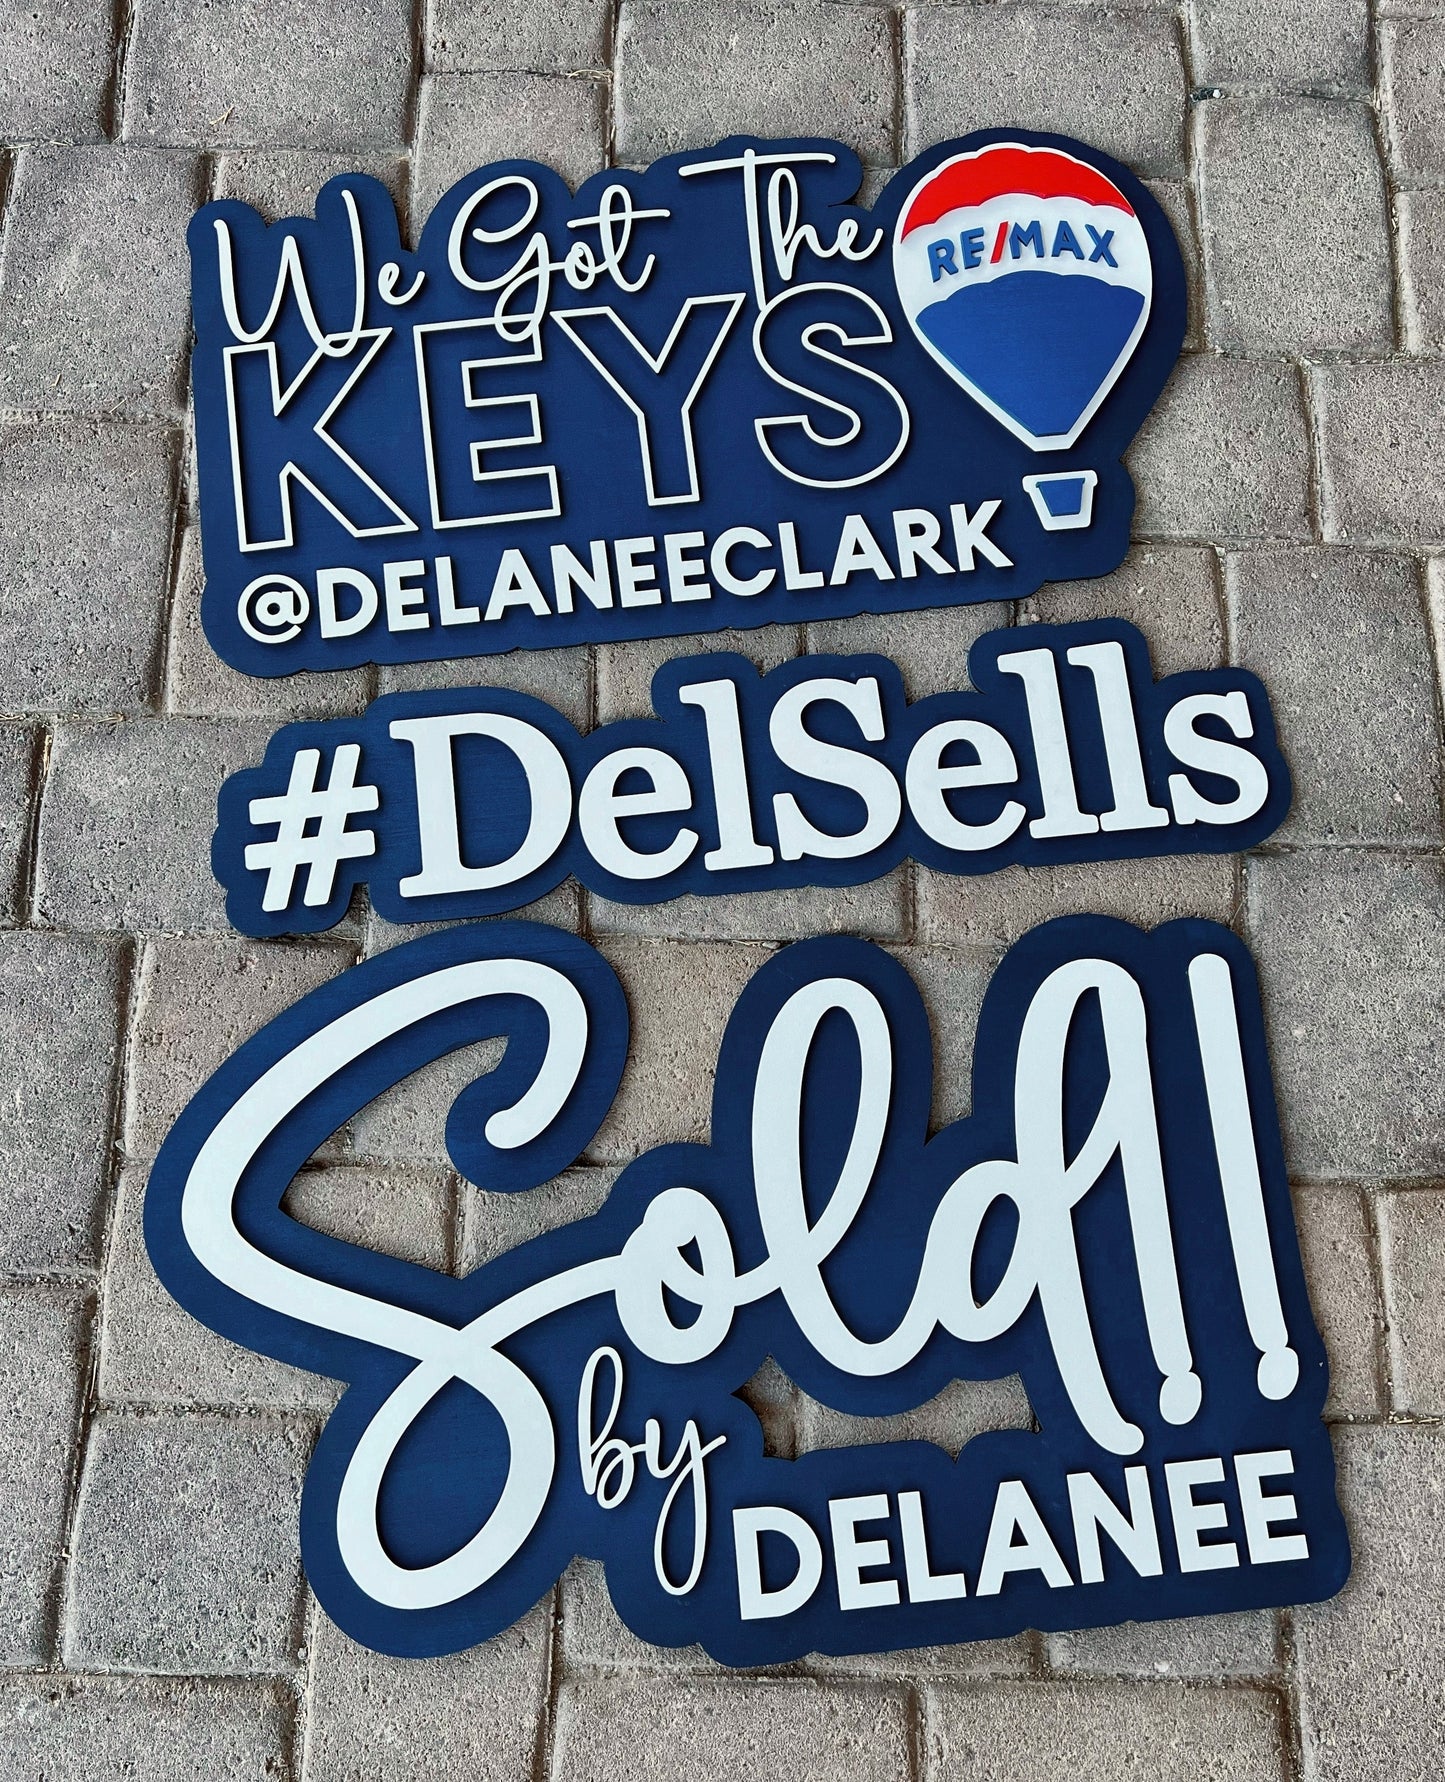 We Got The
KEYS
RE/MAX
@DELANEECLARK
#DelSells
Sold!!
by
DELANEE